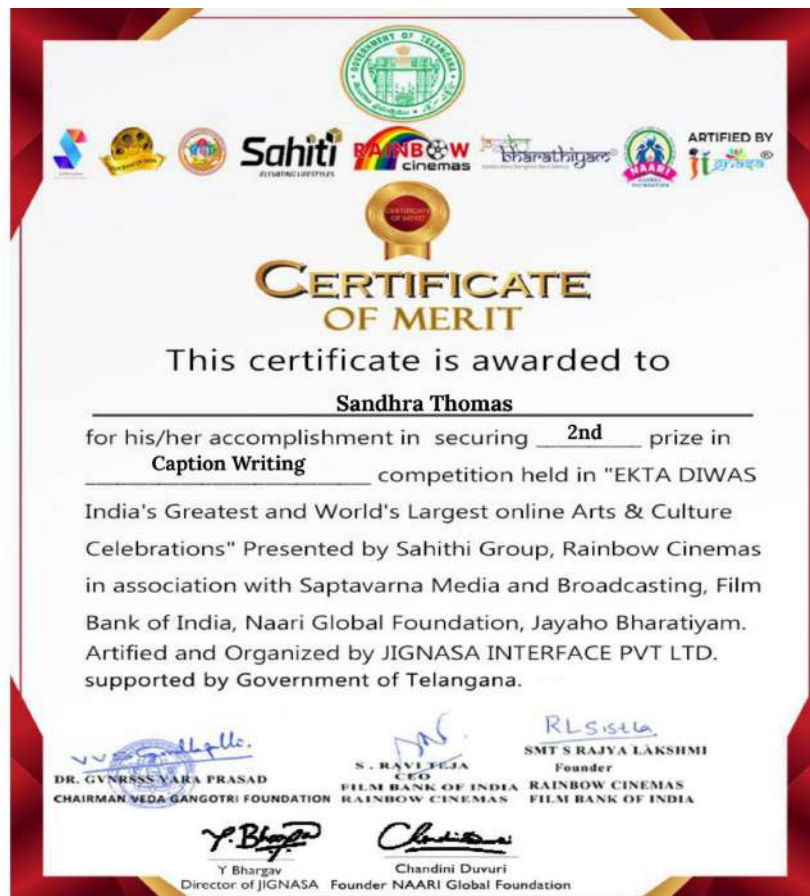 GOVERNMENT OF TELANGANA
Sahiti
ELEVATING LIFESTYLES
RAINBOW
cinemas
bharathiyam
NAARI
ARTIFIED BY
jignasa
CERTIFICATE
OF MERIT
CERTIFICATE
OF MERIT
This certificate is awarded to
Sandhra Thomas
for his/her accomplishment in securing 2nd prize in
Caption Writing competition held in "EKTA DIWAS
India's Greatest and World's Largest online Arts & Culture
Celebrations" Presented by Sahithi Group, Rainbow Cinemas
in association with Saptavarna Media and Broadcasting, Film
Bank of India, Naari Global Foundation, Jayaho Bharatiyam.
Artified and Organized by JIGNASA INTERFACE PVT LTD.
supported by Government of Telangana.
RLSistla
DR. GVNRSSS VARA PRASAD
CHAIRMAN VEDA GANGOTRI FOUNDATION
S . RAVI TEJA
CEO
FILM BANK OF INDIA
RAINBOW CINEMAS
SMT S RAJYA LAKSHMI
Founder
RAINBOW CINEMAS
FILM BANK OF INDIA
Y. Bhargav
Y Bhargav
Director of JIGNASA
Chandini Duvuri
Founder NAARI Global Foundation